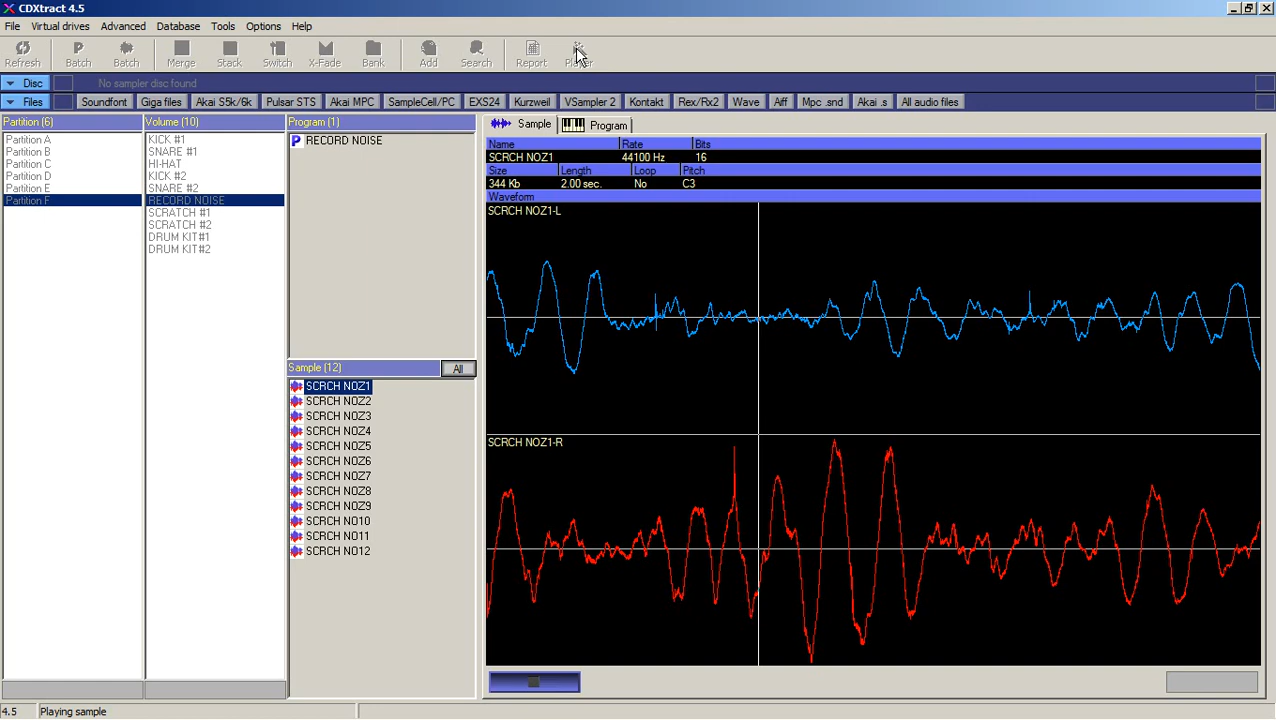 CDXtract 4.5
File Virtual drives Advanced Database Tools Options Help
Refresh Batch Batch Merge Stack Switch X-Fade Bank Add Search Report
Disc No sampler disc found
Files Soundfont Giga files Akai S5k/6k Pulsar STS Akai MPC SampleCell/PC EXS24 Kurzweil VSampler 2 Kontakt Rex/Rx2 Wave Aiff Mpc .snd Akai .s All audio files
Partition (6)
Partition A
Partition B
Partition C
Partition D
Partition E
Partition F
Volume (10)
KICK #1
SNARE #1
HI-HAT
KICK #2
SNARE #2
RECORD NOISE
SCRATCH #1
SCRATCH #2
DRUM KIT#1
DRUM KIT#2
Program (1)
P RECORD NOISE
Sample (12) All
SCRCH NOZ1
SCRCH NOZ2
SCRCH NOZ3
SCRCH NOZ4
SCRCH NOZ5
SCRCH NOZ6
SCRCH NOZ7
SCRCH NOZ8
SCRCH NOZ9
SCRCH NO10
SCRCH NO11
SCRCH NO12
Sample Program
Name Rate Bits
SCRCH NOZ1 44100 Hz 16
Size Length Loop Pitch
344 Kb 2.00 sec. No C3
Waveform
SCRCH NOZ1-L
SCRCH NOZ1-R
4.5 Playing sample